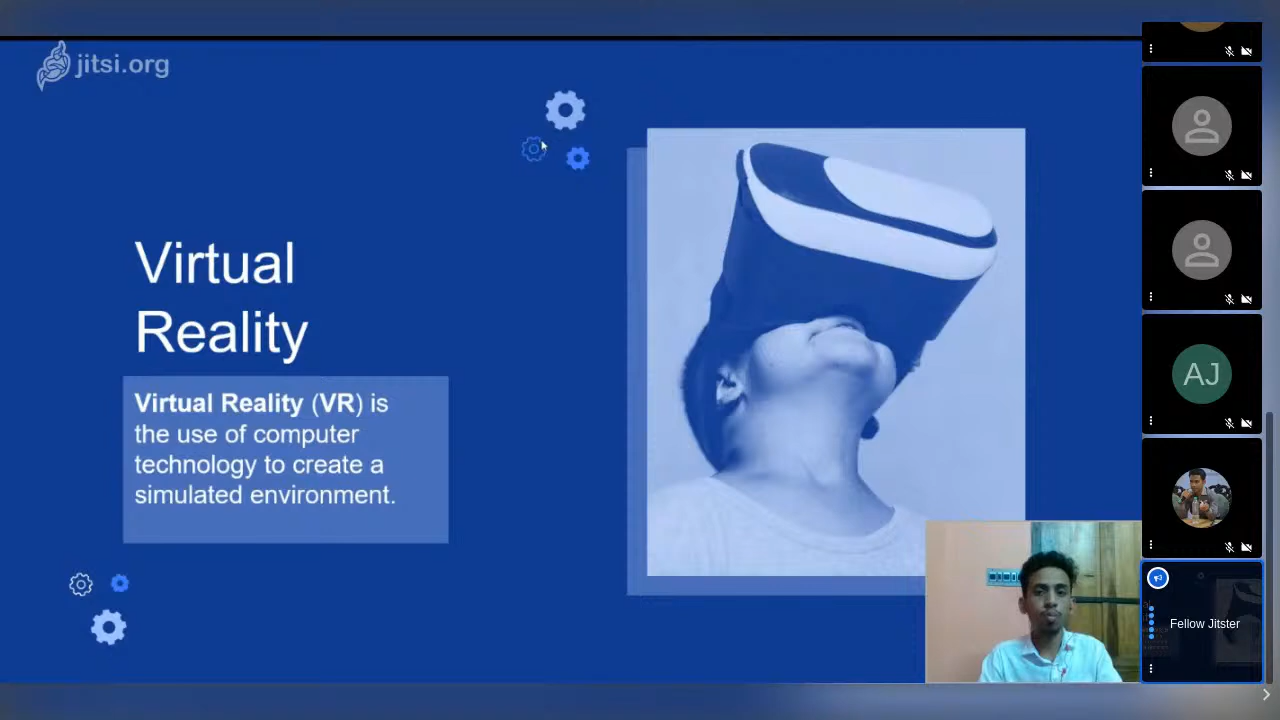 jitsi.org
Virtual
Reality
Virtual Reality (VR) is
the use of computer
technology to create a
simulated environment.
AJ
Fellow Jitster